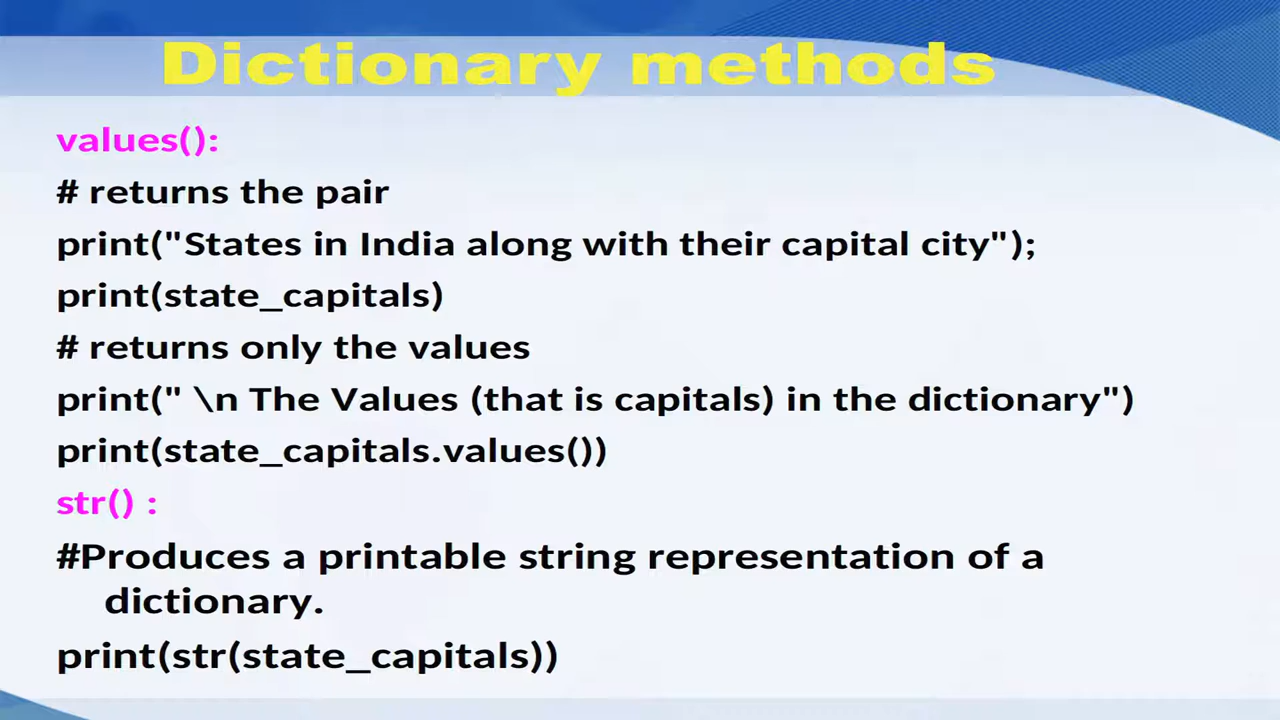 Dictionary methods
values():
# returns the pair
print("States in India along with their capital city");
print(state_capitals)
# returns only the values
print(" \n The Values (that is capitals) in the dictionary")
print(state_capitals.values())
str() :
#Produces a printable string representation of a
dictionary.
print(str(state_capitals))